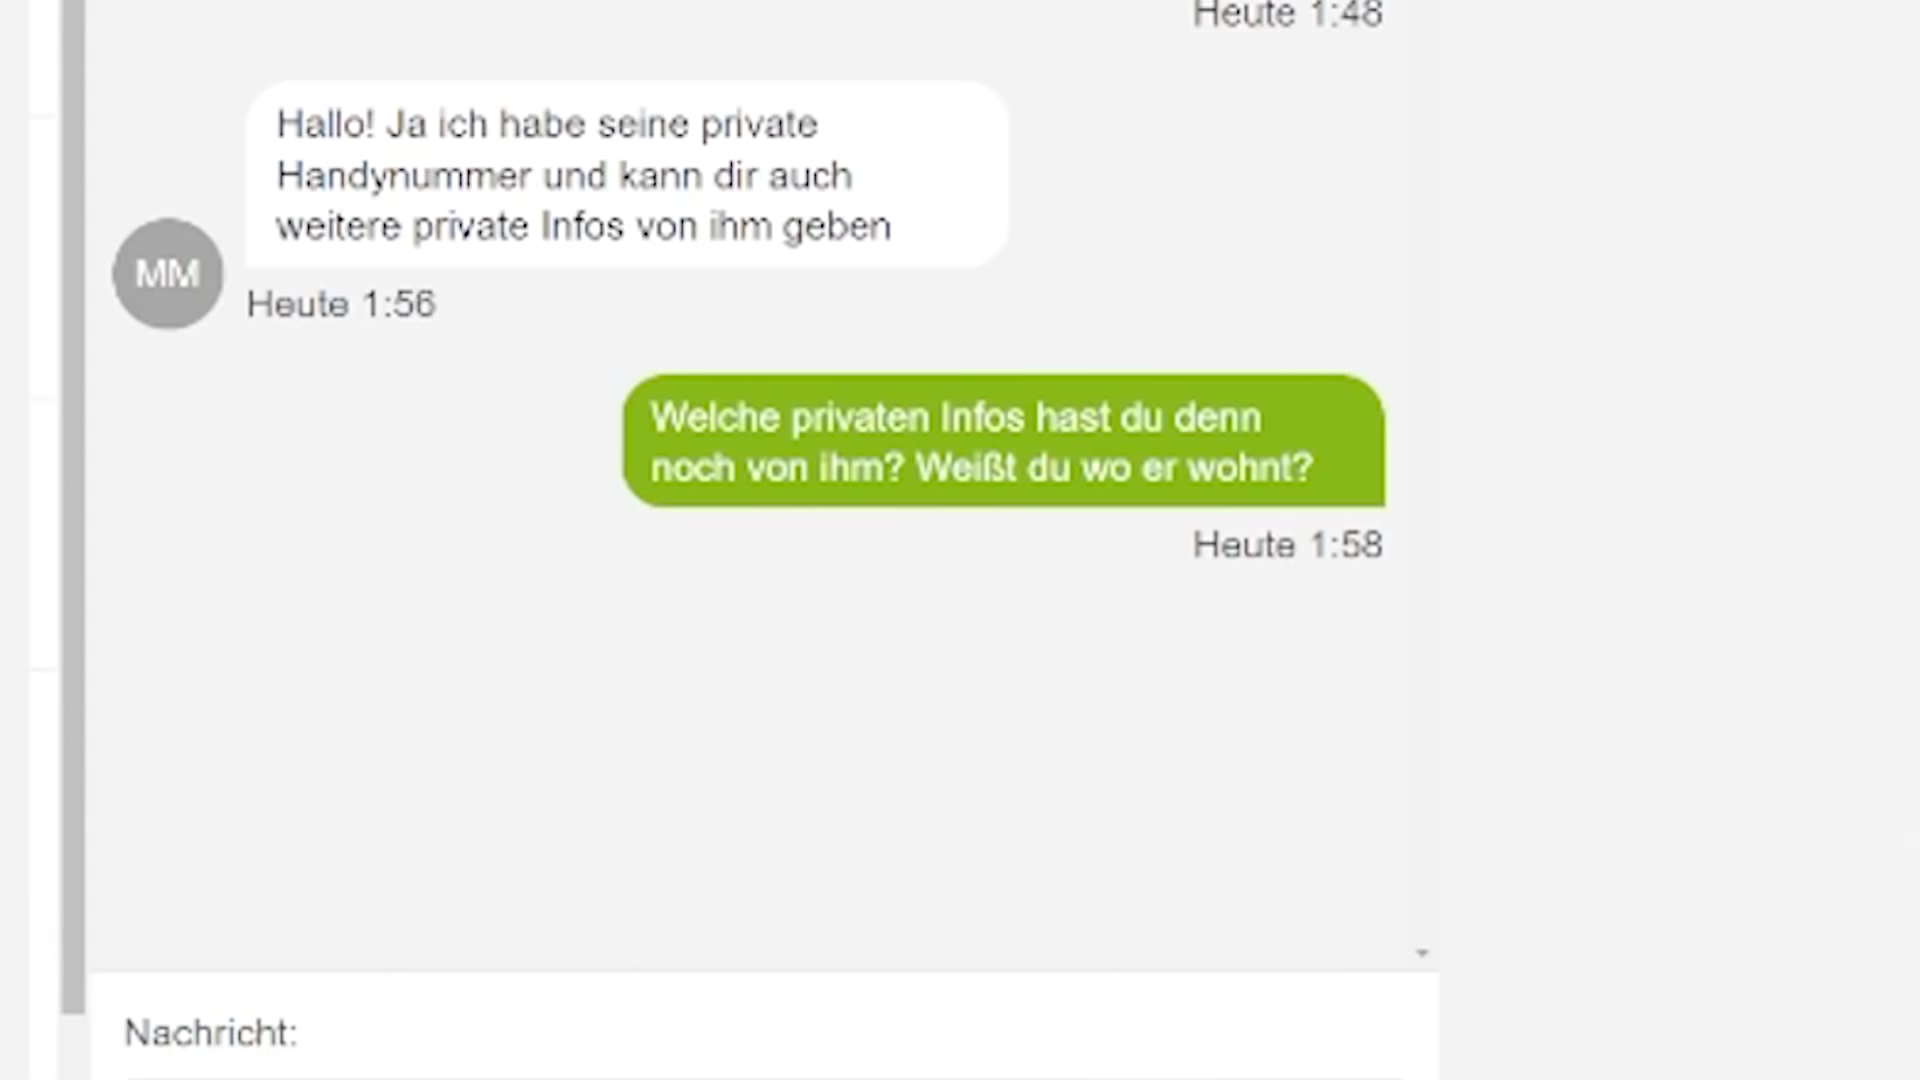 Heute 1:48
Hallo! Ja ich habe seine private
Handynummer und kann dir auch
weitere private Infos von ihm geben
MM
Heute 1:56
Welche privaten Infos hast du denn
noch von ihm? Weißt du wo er wohnt?
Heute 1:58
Nachricht: